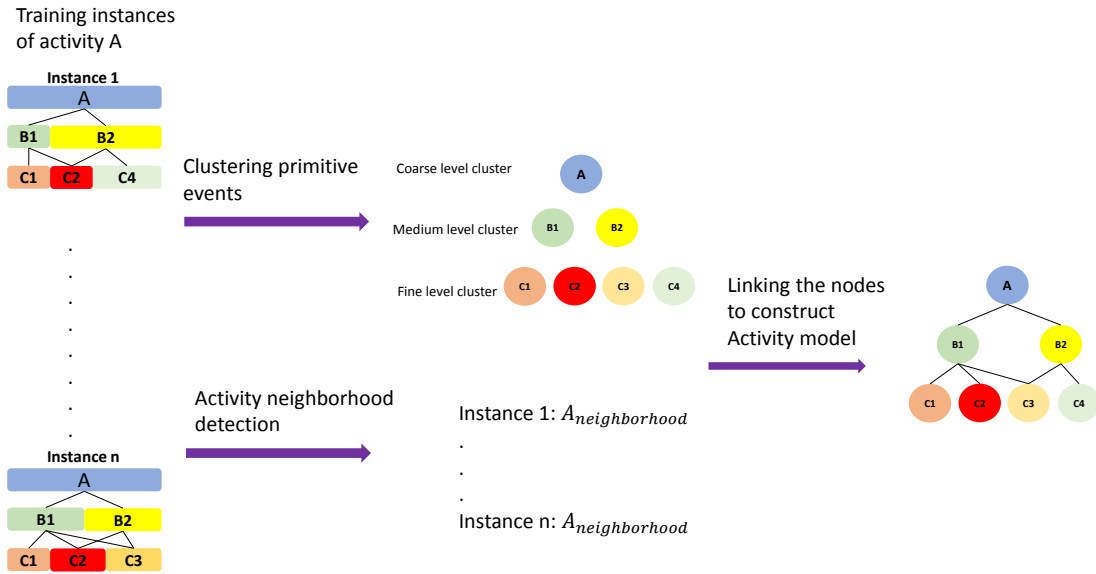 Training instances
of activity A
Instance 1
A
B1 B2
C1 C2 C4
.
.
.
.
.
.
.
.
Instance n
A
B1 B2
C1 C2 C3
Clustering primitive
events
Activity neighborhood
detection
Coarse level cluster
A
Medium level cluster
B1 B2
Fine level cluster
C1 C2 C3 C4
Instance 1: A_neighborhood
.
.
.
Instance n: A_neighborhood
Linking the nodes
to construct
Activity model
A
B1 B2
C1 C2 C3 C4